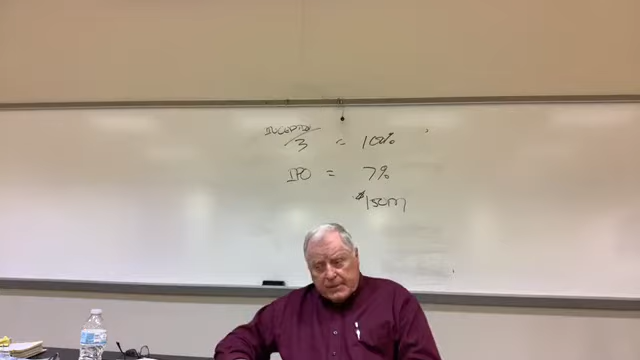 /3 = 10%
IPO = 7%
$150m